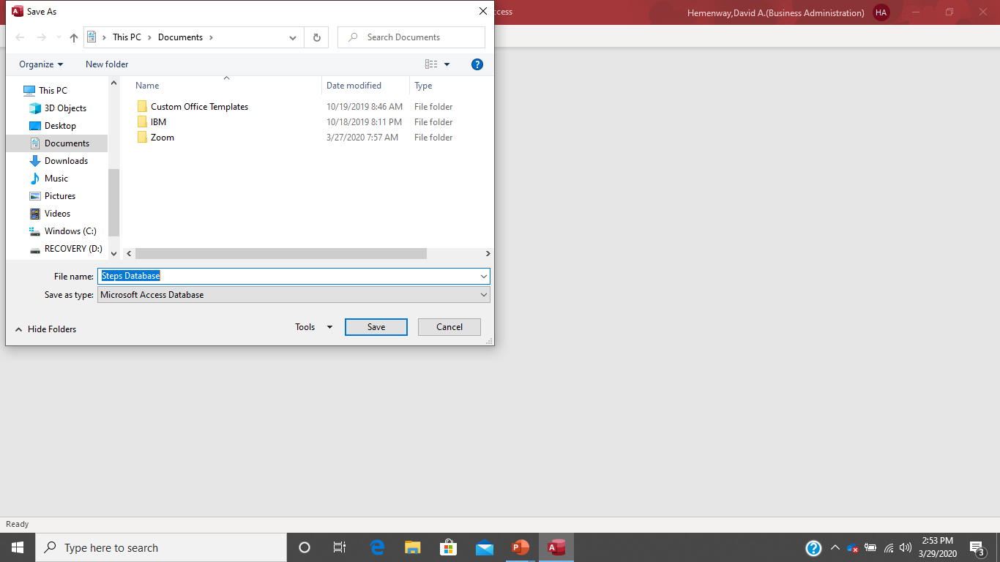 Save As
ccess
Hemenway,David A.(Business Administration)
HA
This PC > Documents >
Search Documents
Organize
New folder
?
Name
Date modified
Type
This PC
3D Objects
Desktop
Documents
Downloads
Music
Pictures
Videos
Windows (C:)
RECOVERY (D:)
Custom Office Templates 10/19/2019 8:46 AM File folder
IBM 10/18/2019 8:11 PM File folder
Zoom 3/27/2020 7:57 AM File folder
File name: Steps Database
Save as type: Microsoft Access Database
Hide Folders
Tools
Save
Cancel
Ready
Type here to search
2:53 PM
3/29/2020
3